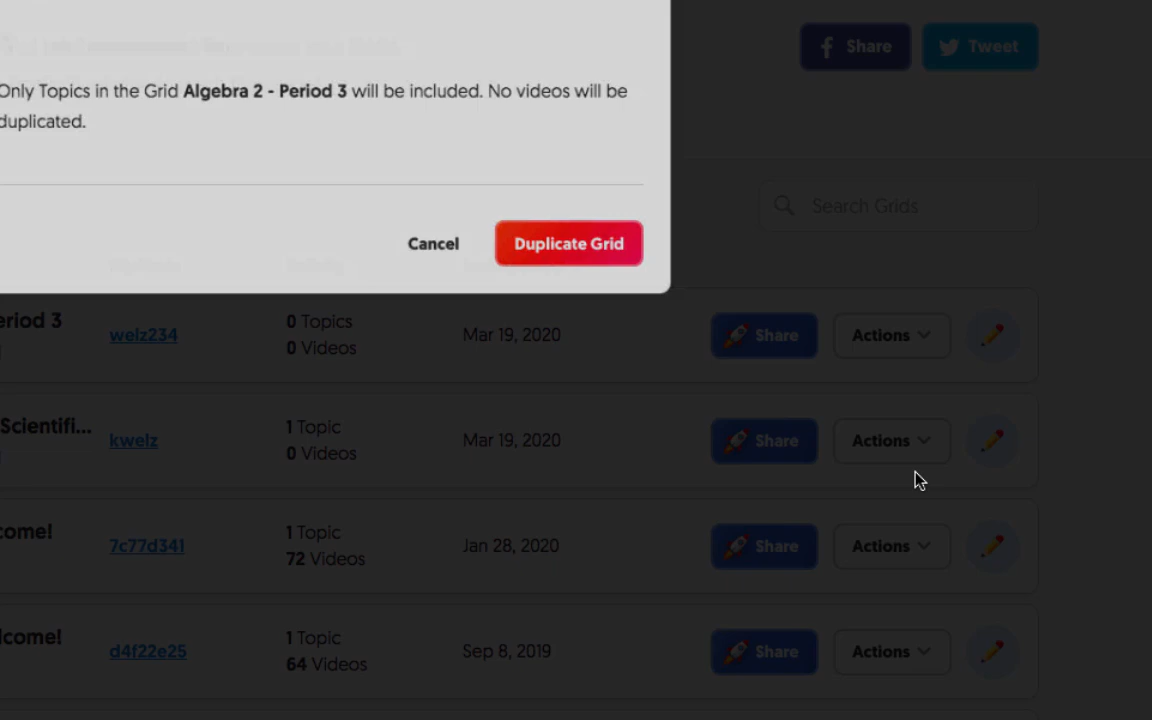 Share
Tweet
Only Topics in the Grid Algebra 2 - Period 3 will be included. No videos will be
duplicated.
Search Grids
Cancel
Duplicate Grid
eriod 3
welz234
0 Topics
0 Videos
Mar 19, 2020
Share
Actions
Scientifi...
kwelz
1 Topic
0 Videos
Mar 19, 2020
Share
Actions
come!
7c77d341
1 Topic
72 Videos
Jan 28, 2020
Share
Actions
lcome!
d4f22e25
1 Topic
64 Videos
Sep 8, 2019
Share
Actions